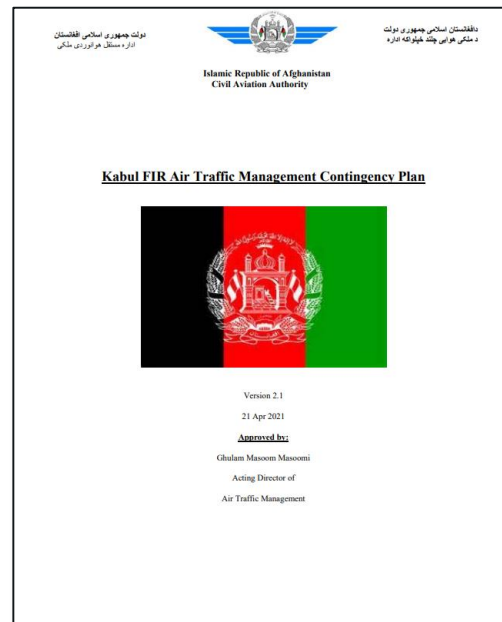 دولت جمهوری اسلامی افغانستان
اداره مستقل هوانوردی ملکی
دافغانستان اسلامی جمهوری دولت
د ملکی هوایی چلند خپلواکه اداره
Islamic Republic of Afghanistan
Civil Aviation Authority
Kabul FIR Air Traffic Management Contingency Plan
Version 2.1
21 Apr 2021
Approved by:
Ghulam Masoom Masoomi
Acting Director of
Air Traffic Management